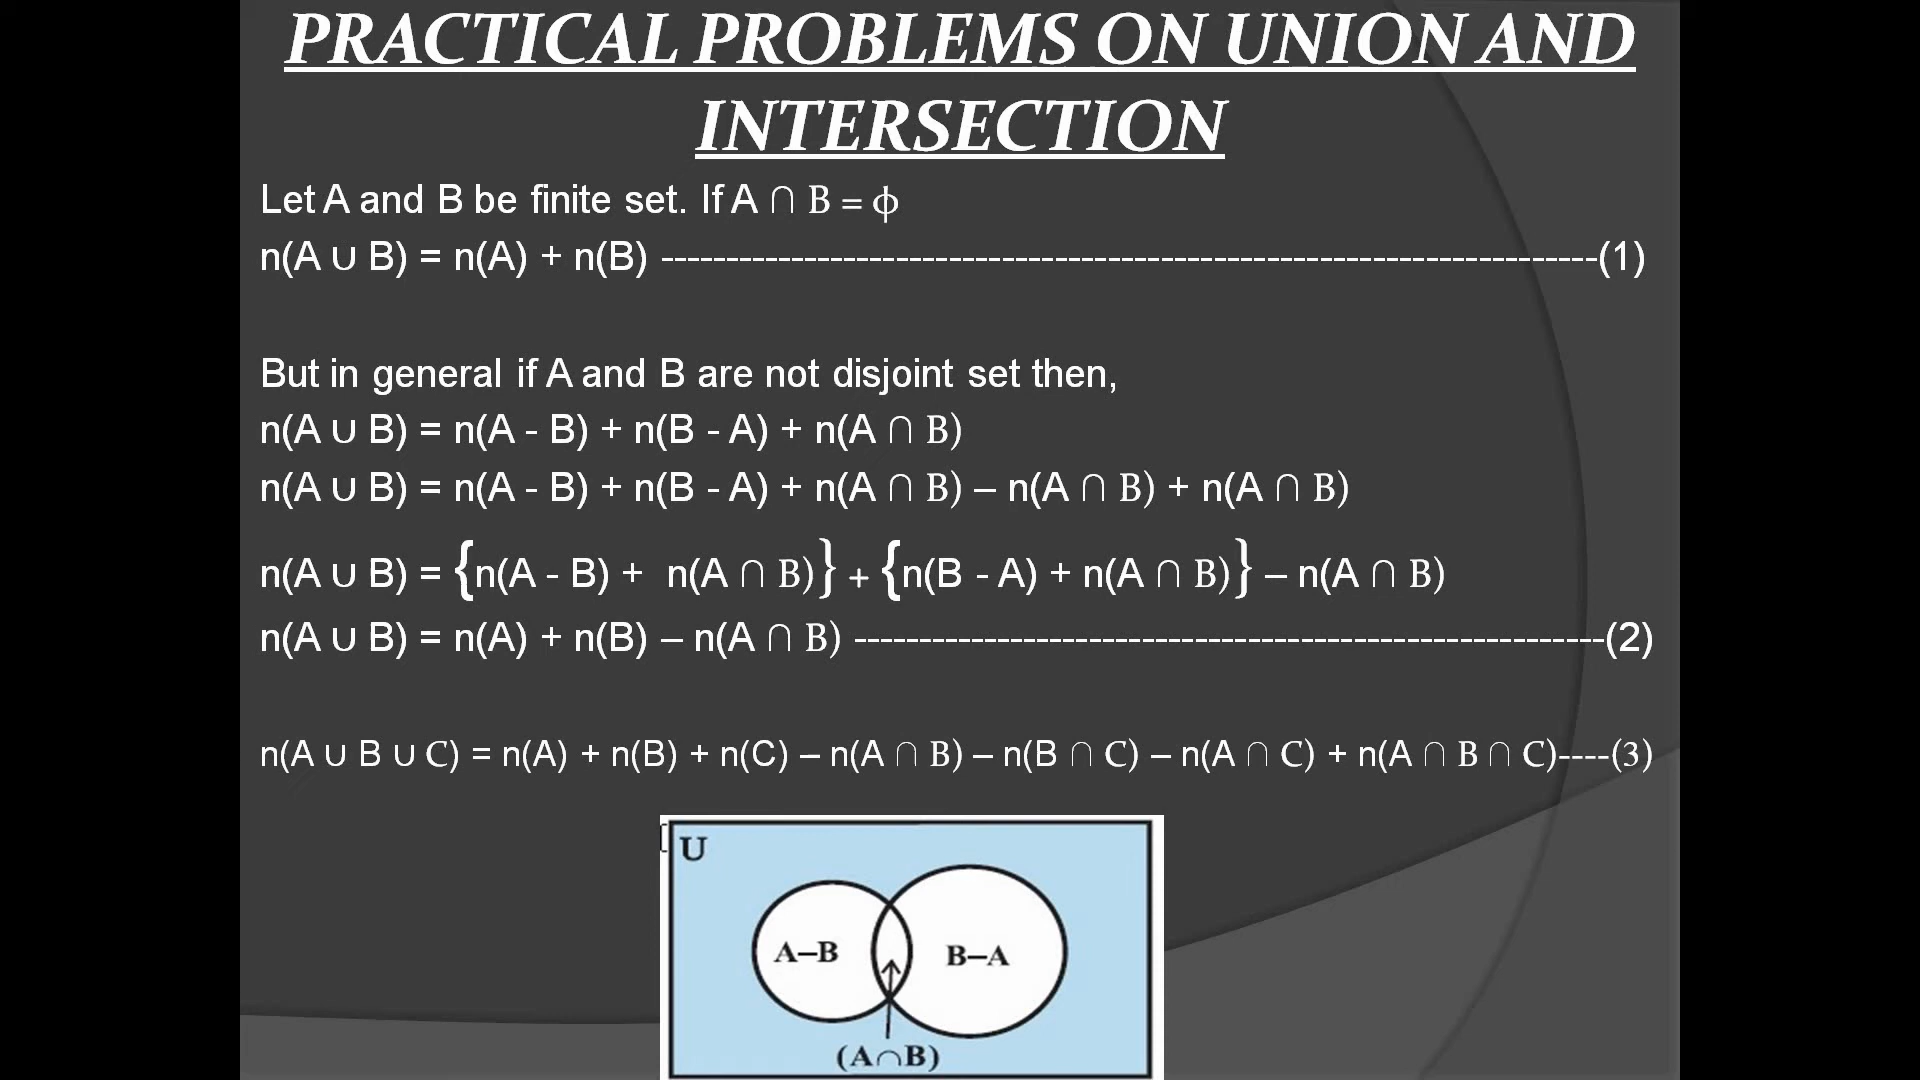 PRACTICAL PROBLEMS ON UNION AND
INTERSECTION
Let A and B be finite set. If A ∩ B = ϕ
n(A ∪ B) = n(A) + n(B) ------------------------------------------------------------------------(1)
But in general if A and B are not disjoint set then,
n(A ∪ B) = n(A - B) + n(B - A) + n(A ∩ B)
n(A ∪ B) = n(A - B) + n(B - A) + n(A ∩ B) – n(A ∩ B) + n(A ∩ B)
n(A ∪ B) = {n(A - B) + n(A ∩ B)} + {n(B - A) + n(A ∩ B)} – n(A ∩ B)
n(A ∪ B) = n(A) + n(B) – n(A ∩ B) ----------------------------------------------------------(2)
n(A ∪ B ∪ C) = n(A) + n(B) + n(C) – n(A ∩ B) – n(B ∩ C) – n(A ∩ C) + n(A ∩ B ∩ C)----(3)
U
A–B
B–A
(A∩B)